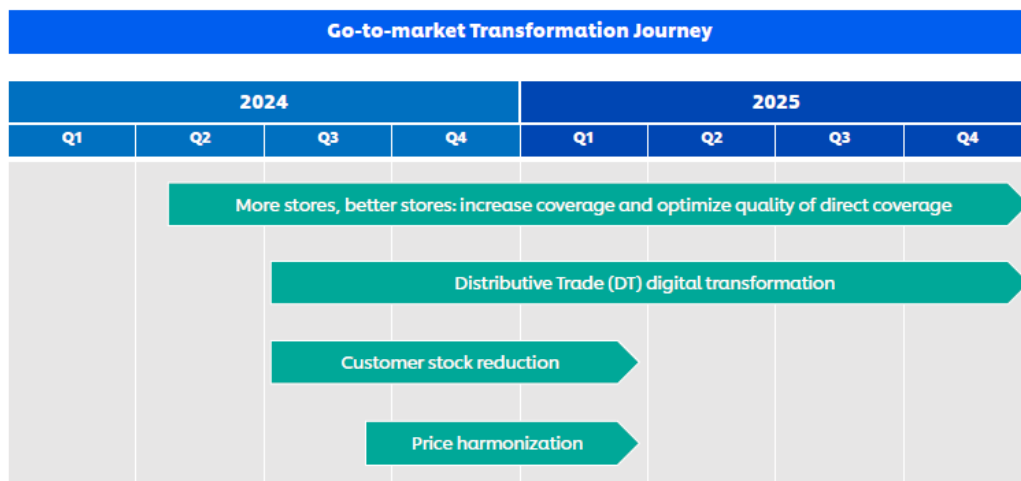 Go-to-market Transformation Journey
2024 2025
Q1 Q2 Q3 Q4 Q1 Q2 Q3 Q4
More stores, better stores: increase coverage and optimize quality of direct coverage
Distributive Trade (DT) digital transformation
Customer stock reduction
Price harmonization